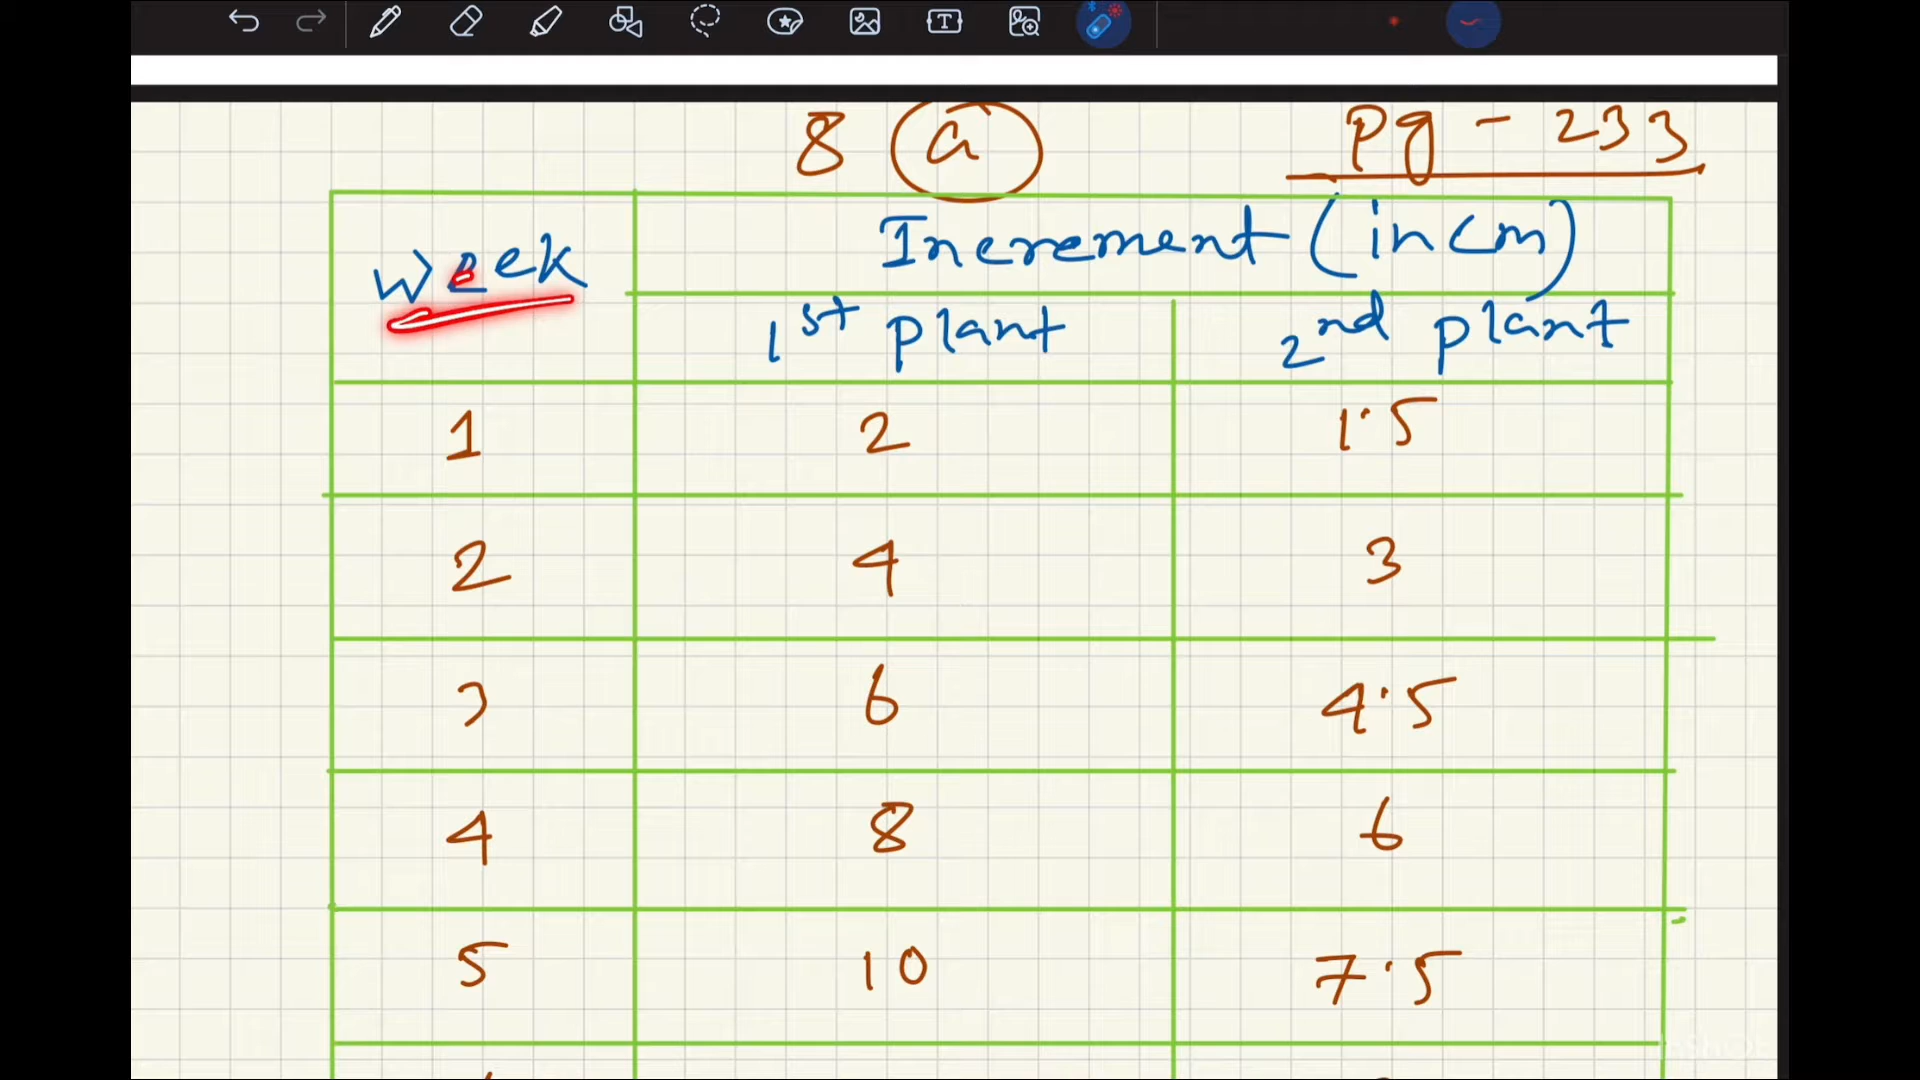 8 a pg - 233
Week Increment (in cm)
1st plant 2nd plant
1 2 1.5
2 4 3
3 6 4.5
4 8 6
5 10 7.5